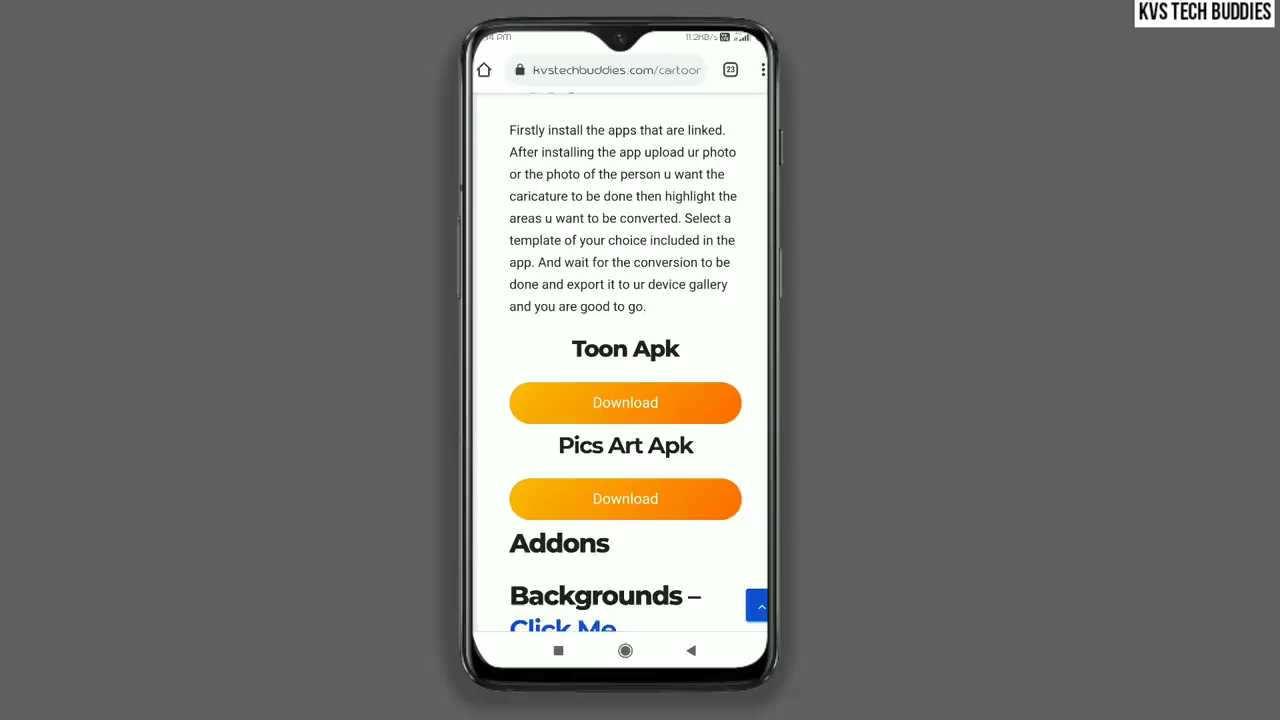 KVS TECH BUDDIES
11.2KB/s
kvstechbuddies.com/cartoor
23
Firstly install the apps that are linked.
After installing the app upload ur photo
or the photo of the person u want the
caricature to be done then highlight the
areas u want to be converted. Select a
template of your choice included in the
app. And wait for the conversion to be
done and export it to ur device gallery
and you are good to go.
Toon Apk
Download
Pics Art Apk
Download
Addons
Backgrounds –
Click Me